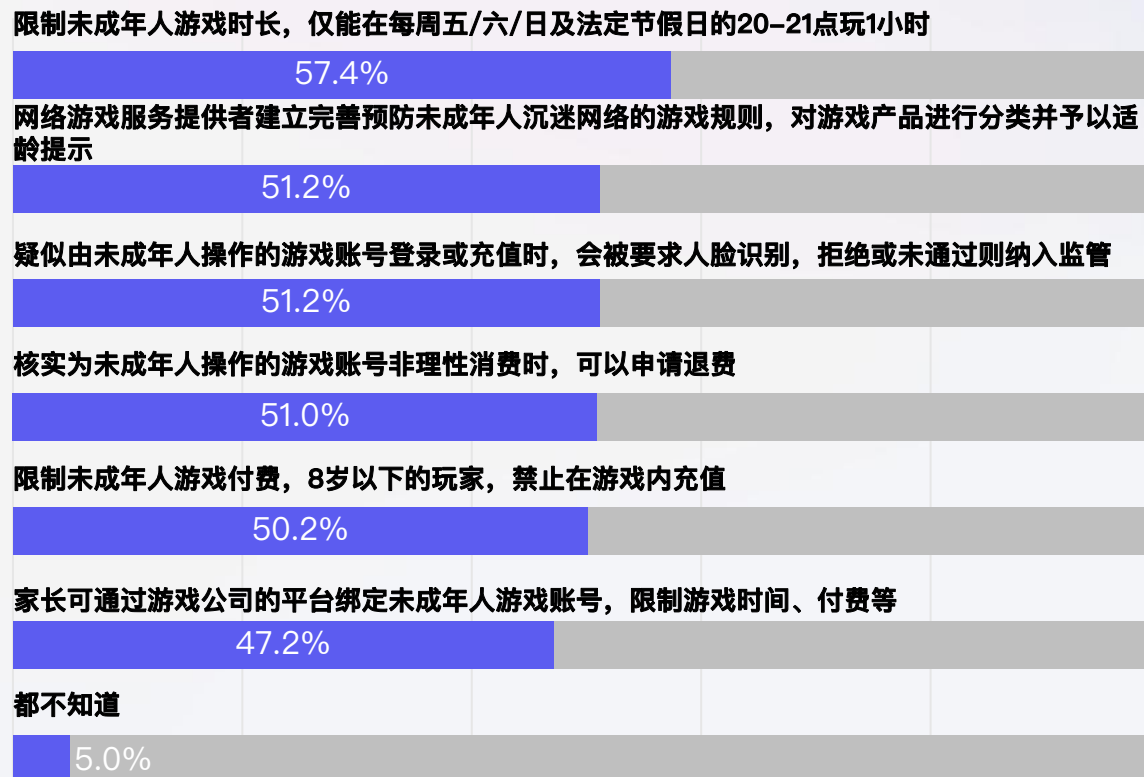 限制未成年人游戏时长，仅能在每周五/六/日及法定节假日的20-21点玩1小时
57.4%
网络游戏服务提供者建立完善预防未成年人沉迷网络的游戏规则，对游戏产品进行分类并予以适
龄提示
51.2%
疑似由未成年人操作的游戏账号登录或充值时，会被要求人脸识别，拒绝或未通过则纳入监管
51.2%
核实为未成年人操作的游戏账号非理性消费时，可以申请退费
51.0%
限制未成年人游戏付费，8岁以下的玩家，禁止在游戏内充值
50.2%
家长可通过游戏公司的平台绑定未成年人游戏账号，限制游戏时间、付费等
47.2%
都不知道
5.0%